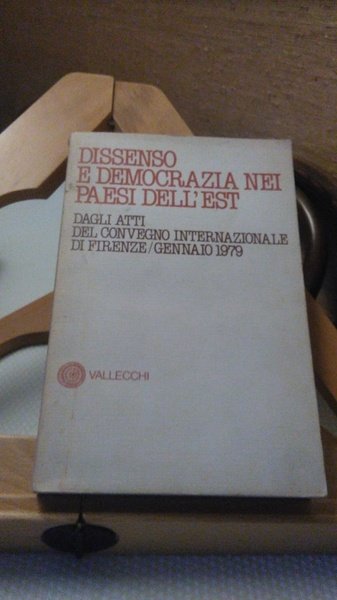 DISSENSO
E DEMOCRAZIA NEI
PAESI DELL'EST
DAGLI ATTI
DEL CONVEGNO INTERNAZIONALE
DI FIRENZE/GENNAIO 1979
VALLECCHI